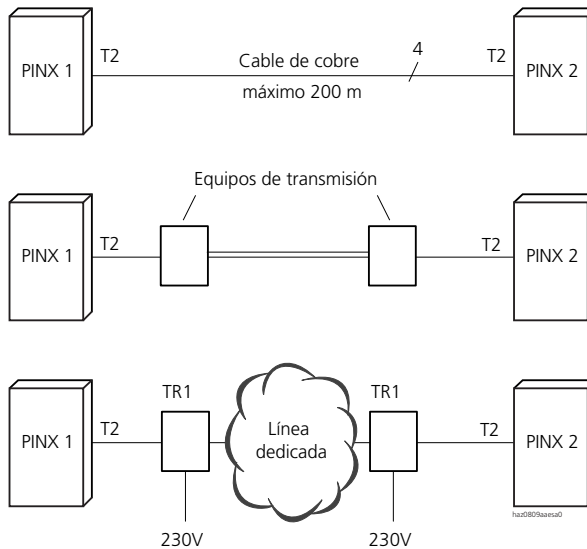 PINX 1
T2
Cable de cobre
máximo 200 m
4
T2
PINX 2
Equipos de transmisión
PINX 1
T2
T2
PINX 2
PINX 1
T2
TR1
Línea
dedicada
TR1
T2
PINX 2
230V
230V
haz0809aaesa0